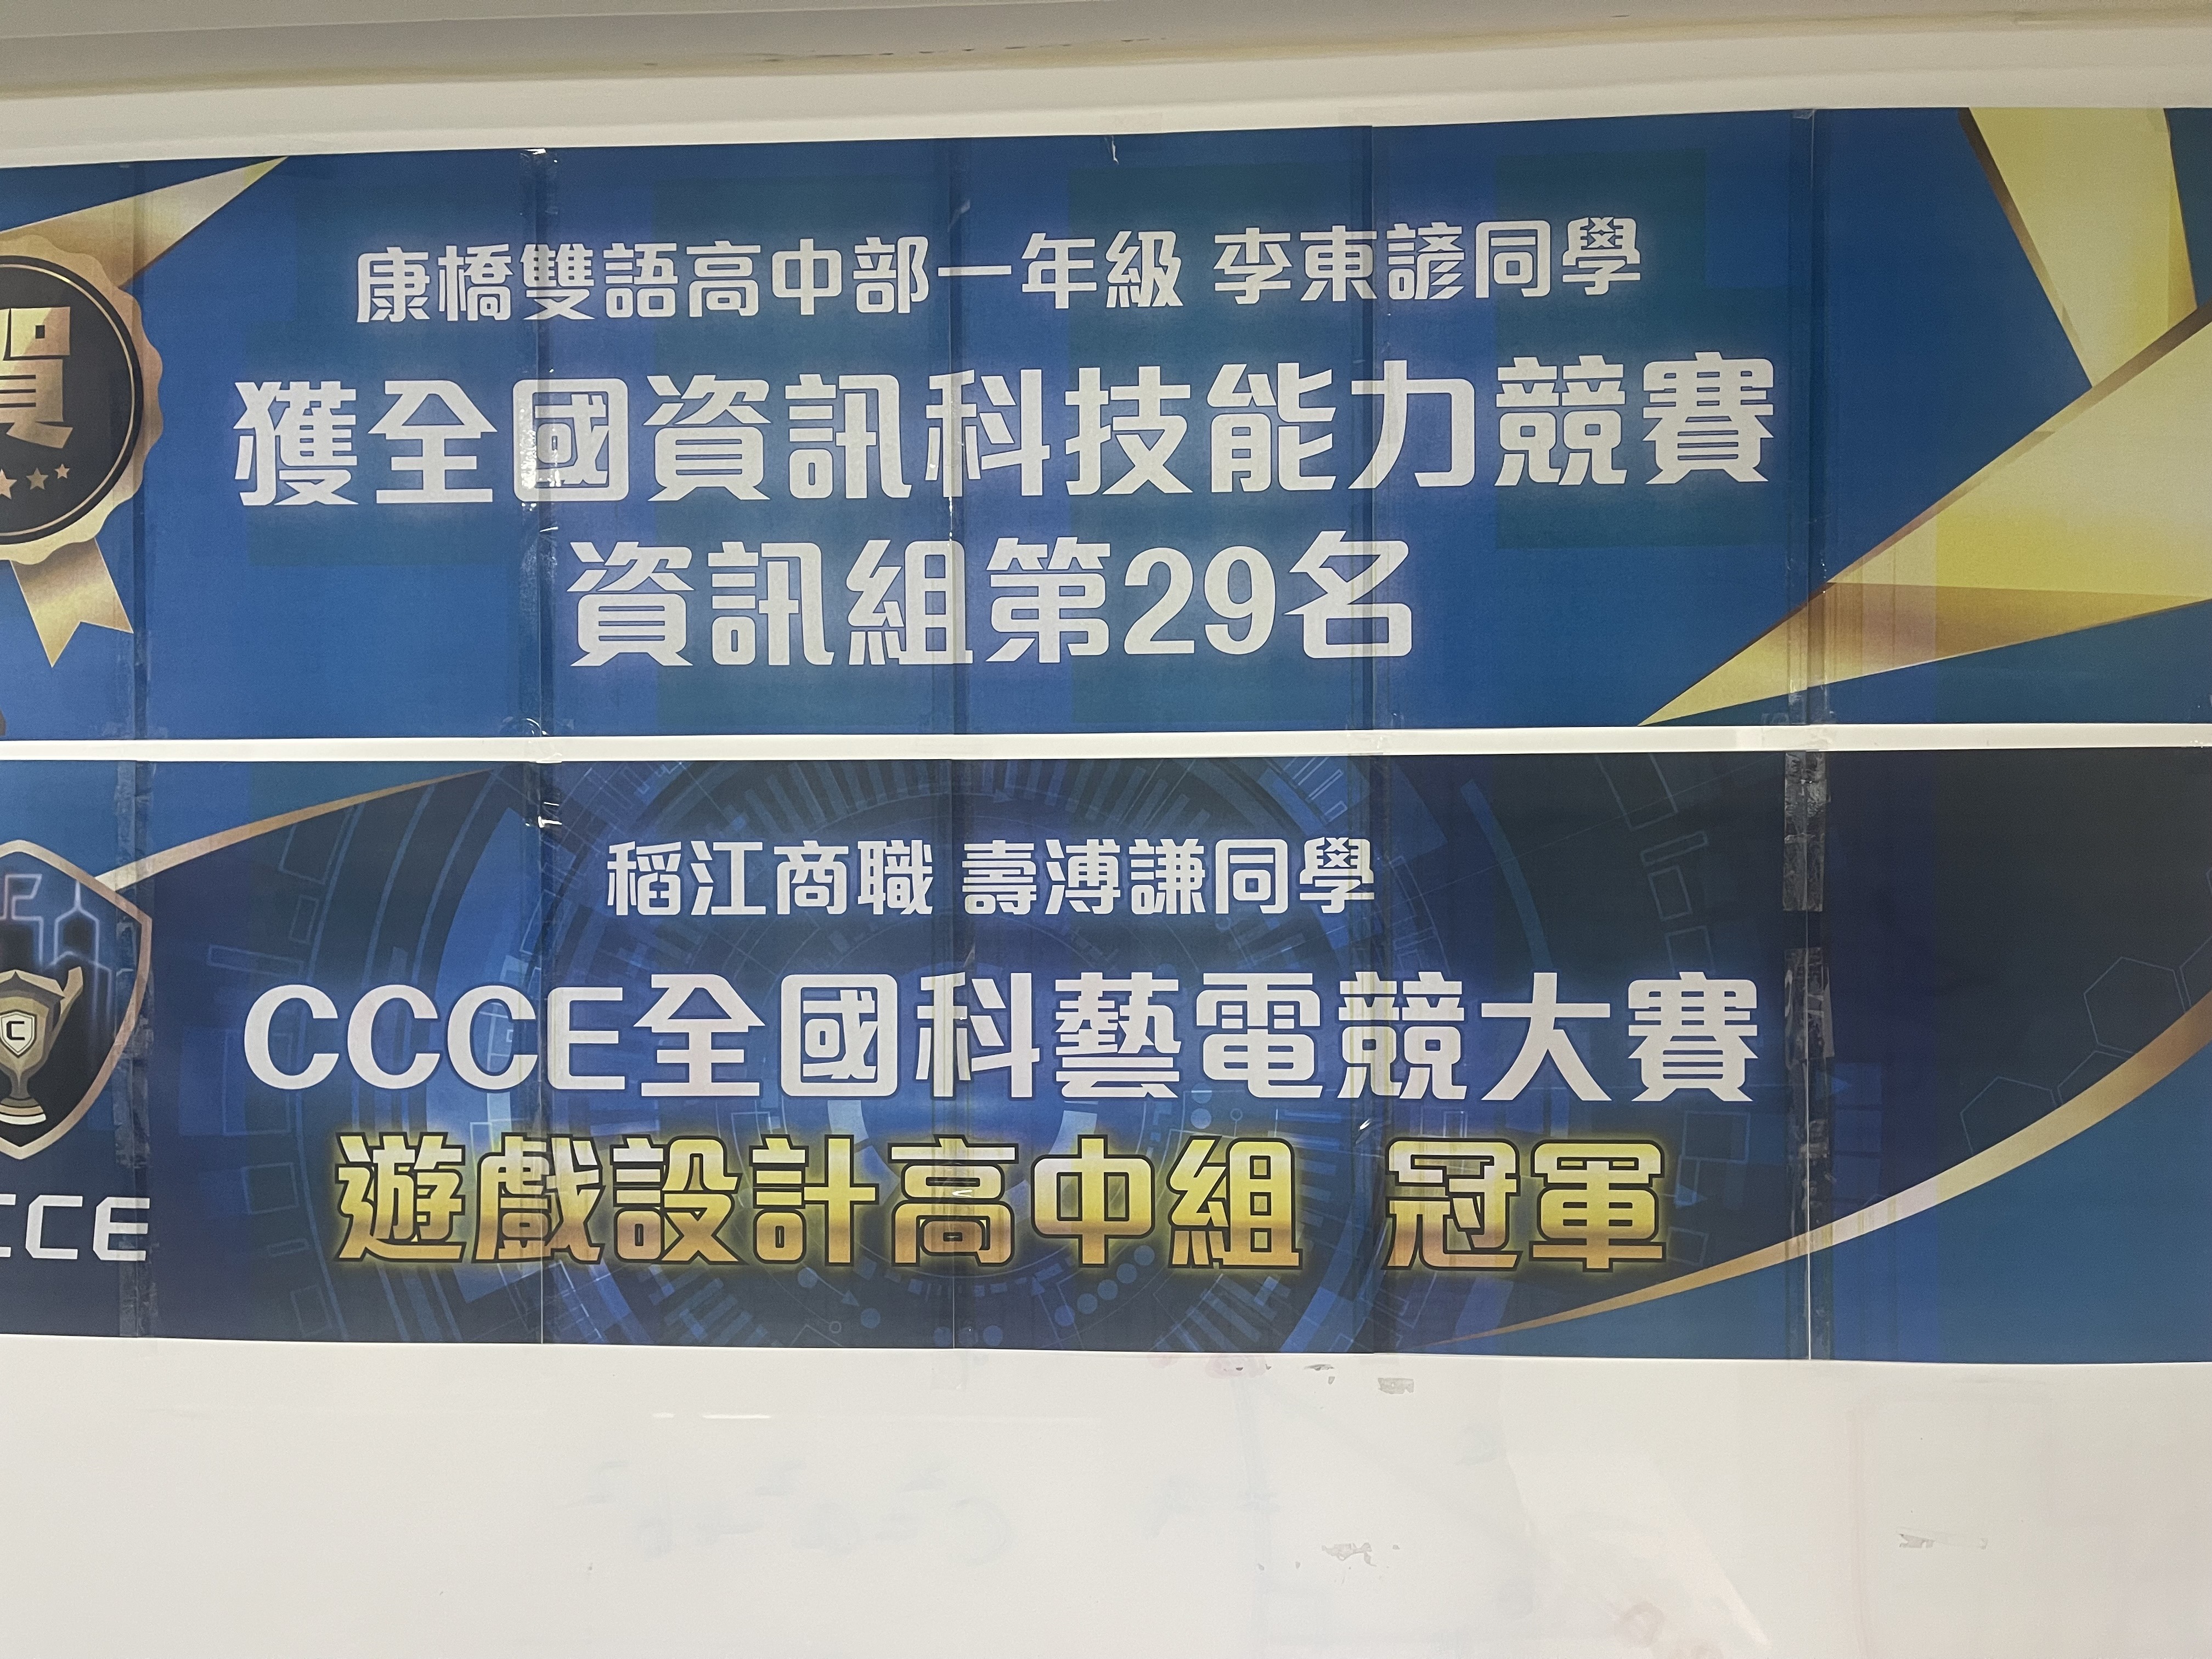 賀
康橋雙語高中部一年級 李東諺同學
獲全國資訊科技能力競賽
資訊組第29名
稻江商職 壽溥謙同學
CCCE全國科藝電競大賽
遊戲設計高中組 冠軍
C
CCE